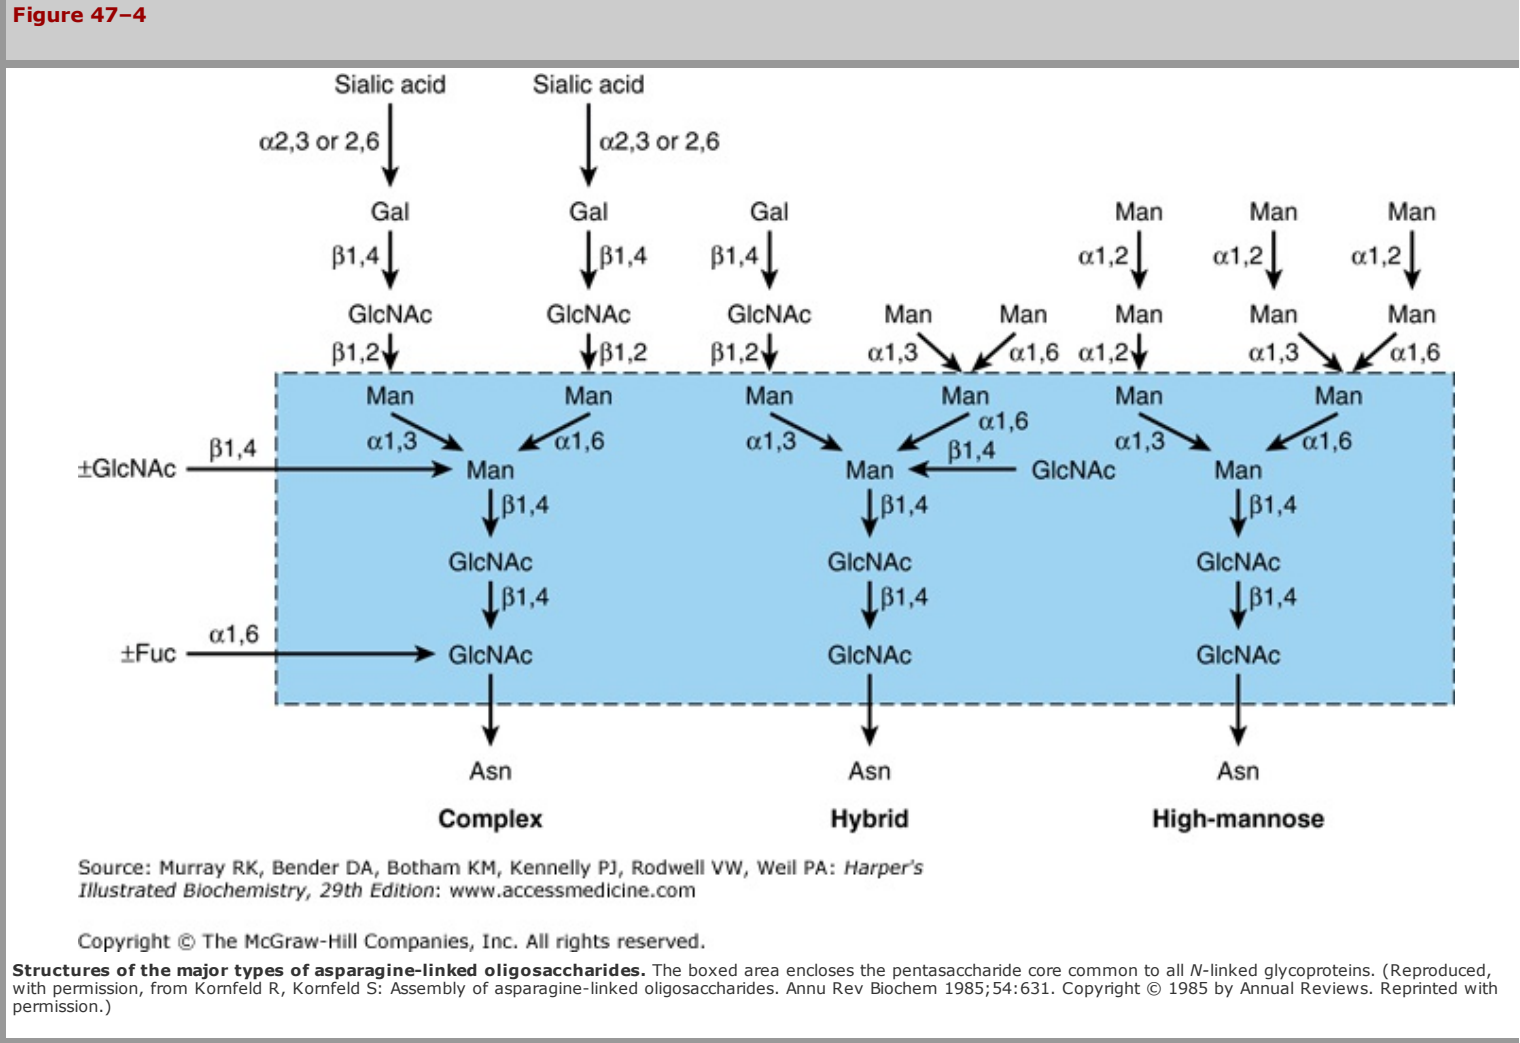 Figure 47–4
Sialic acid Sialic acid
α2,3 or 2,6 α2,3 or 2,6
Gal Gal Gal Man Man Man
β1,4 β1,4 β1,4 α1,2 α1,2 α1,2
GlcNAc GlcNAc GlcNAc Man Man Man Man Man
β1,2 β1,2 β1,2 α1,3 α1,6 α1,2 α1,3 α1,6
Man Man Man Man Man Man
α1,6
α1,3 α1,6 α1,3 α1,3 α1,6
β1,4 β1,4
±GlcNAc Man Man GlcNAc Man
β1,4 β1,4 β1,4
GlcNAc GlcNAc GlcNAc
β1,4 β1,4 β1,4
α1,6
±Fuc GlcNAc GlcNAc GlcNAc
Asn Asn Asn
Complex Hybrid High-mannose
Source: Murray RK, Bender DA, Botham KM, Kennelly PJ, Rodwell VW, Weil PA: Harper's
Illustrated Biochemistry, 29th Edition: www.accessmedicine.com
Copyright © The McGraw-Hill Companies, Inc. All rights reserved.
Structures of the major types of asparagine-linked oligosaccharides. The boxed area encloses the pentasaccharide core common to all N-linked glycoproteins. (Reproduced,
with permission, from Kornfeld R, Kornfeld S: Assembly of asparagine-linked oligosaccharides. Annu Rev Biochem 1985;54:631. Copyright © 1985 by Annual Reviews. Reprinted with
permission.)